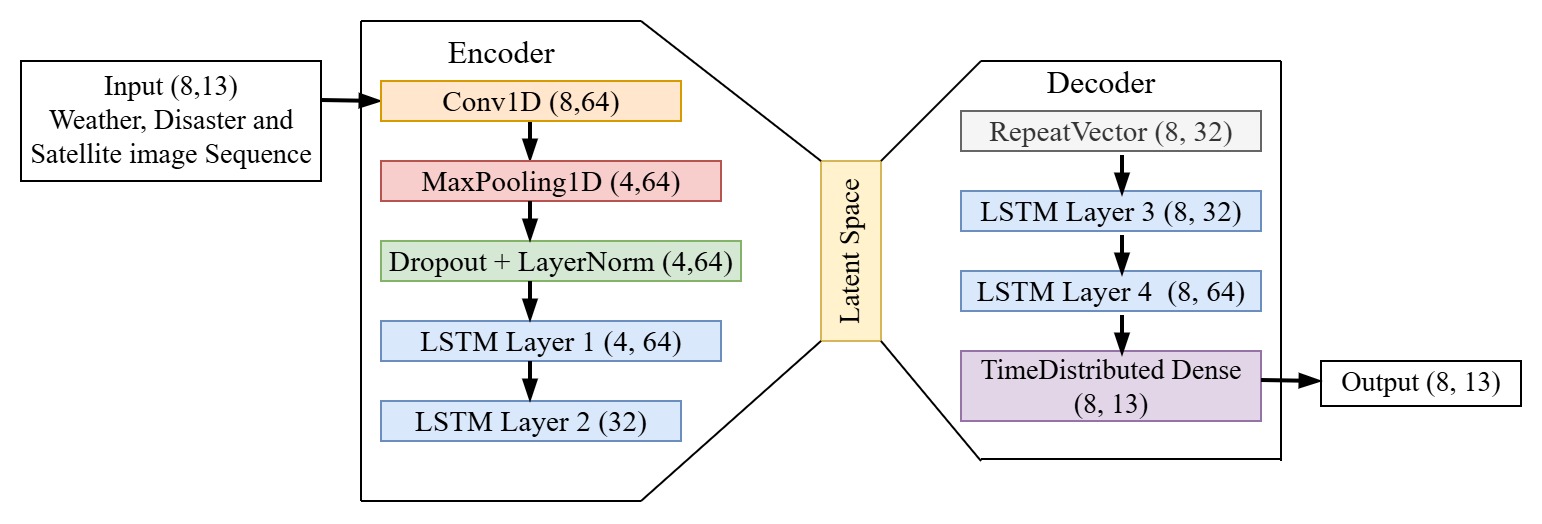 Input (8,13)
Weather, Disaster and
Satellite image Sequence
Encoder
Conv1D (8,64)
MaxPooling1D (4,64)
Dropout + LayerNorm (4,64)
LSTM Layer 1 (4, 64)
LSTM Layer 2 (32)
Latent Space
Decoder
RepeatVector (8, 32)
LSTM Layer 3 (8, 32)
LSTM Layer 4  (8, 64)
TimeDistributed Dense
(8, 13)
Output (8, 13)